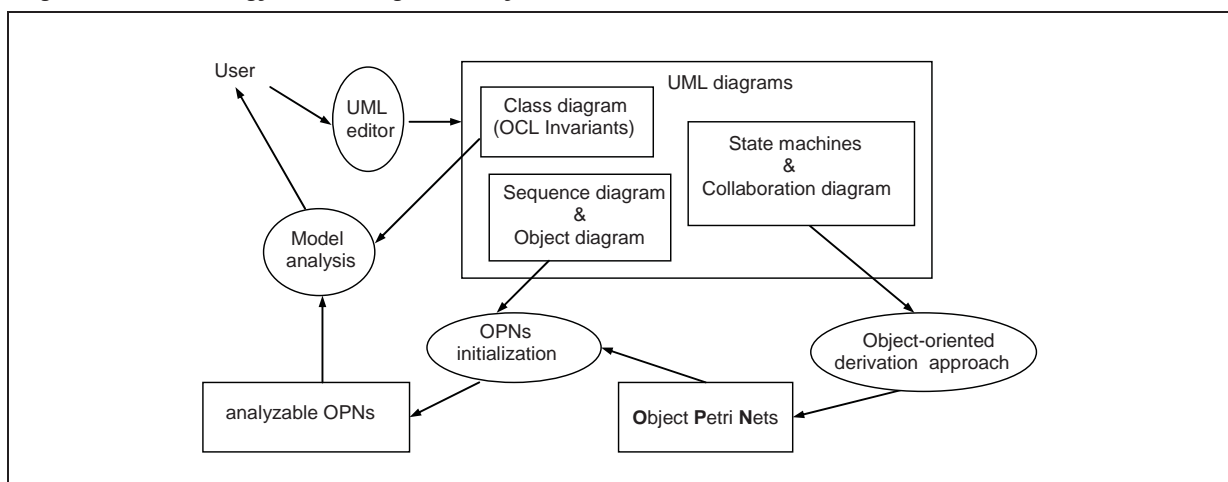 User
UML
editor
UML diagrams
Class diagram
(OCL Invariants)
State machines
&
Collaboration diagram
Sequence diagram
&
Object diagram
Model
analysis
OPNs
initialization
Object-oriented
derivation approach
analyzable OPNs
Object Petri Nets